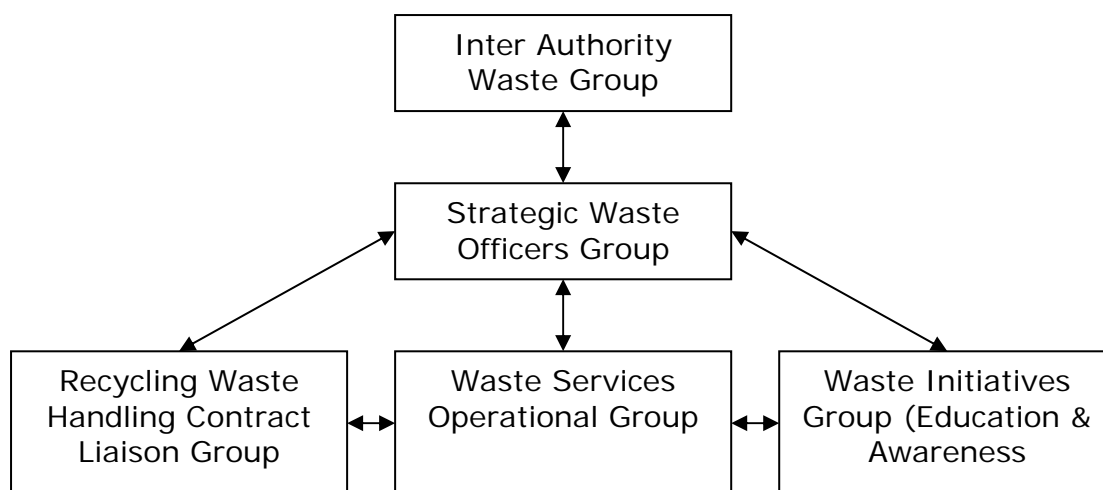 Inter Authority
Waste Group
Strategic Waste
Officers Group
Recycling Waste
Handling Contract
Liaison Group
Waste Services
Operational Group
Waste Initiatives
Group (Education &
Awareness